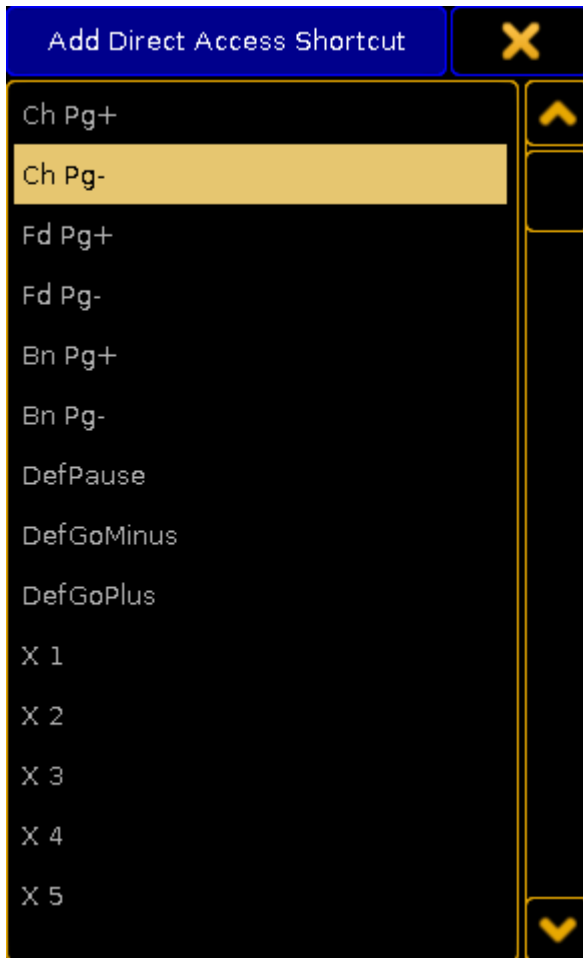 Add Direct Access Shortcut
Ch Pg+
Ch Pg-
Fd Pg+
Fd Pg-
Bn Pg+
Bn Pg-
DefPause
DefGoMinus
DefGoPlus
X 1
X 2
X 3
X 4
X 5